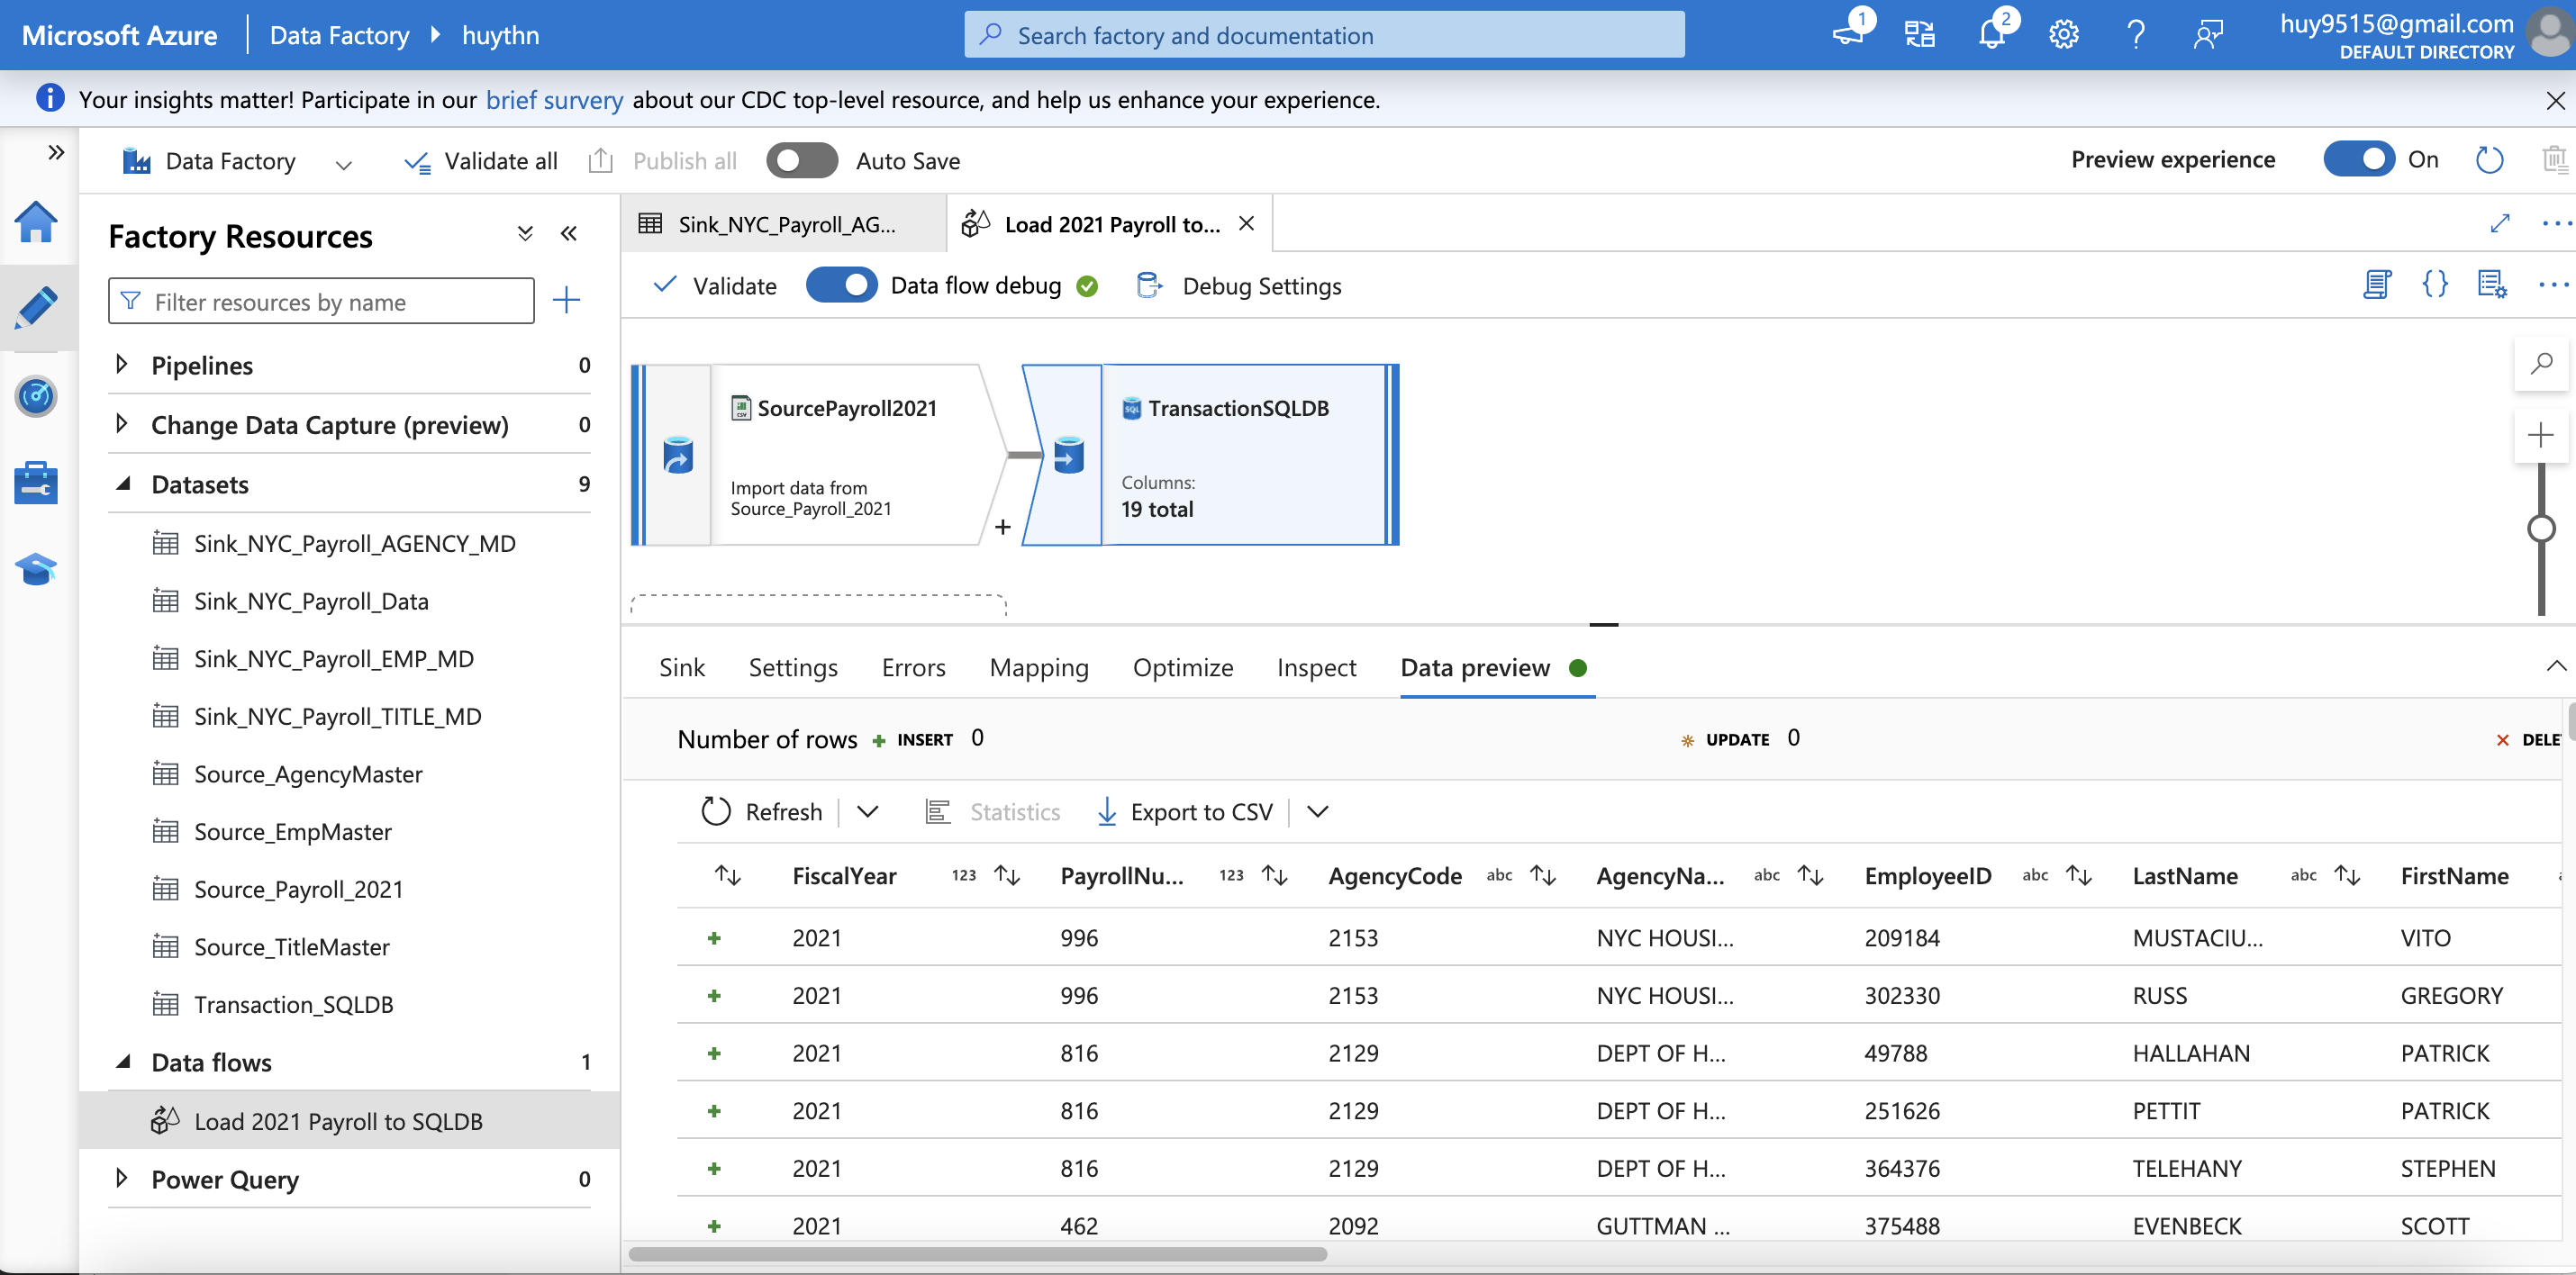 Microsoft Azure
Data Factory
huythn
Search factory and documentation
1
2
huy9515@gmail.com
DEFAULT DIRECTORY
Your insights matter! Participate in our brief survery about our CDC top-level resource, and help us enhance your experience.
Data Factory
Validate all
Publish all
Auto Save
Preview experience
On
Factory Resources
Filter resources by name
Pipelines 0
Change Data Capture (preview) 0
Datasets 9
Sink_NYC_Payroll_AGENCY_MD
Sink_NYC_Payroll_Data
Sink_NYC_Payroll_EMP_MD
Sink_NYC_Payroll_TITLE_MD
Source_AgencyMaster
Source_EmpMaster
Source_Payroll_2021
Source_TitleMaster
Transaction_SQLDB
Data flows 1
Load 2021 Payroll to SQLDB
Power Query 0
Sink_NYC_Payroll_AG...
Load 2021 Payroll to...
Validate
Data flow debug
Debug Settings
SourcePayroll2021
Import data from
Source_Payroll_2021
TransactionSQLDB
Columns:
19 total
Sink Settings Errors Mapping Optimize Inspect Data preview
Number of rows INSERT 0 UPDATE 0 DELE
Refresh Statistics Export to CSV
FiscalYear 123 PayrollNu... 123 AgencyCode abc AgencyNa... abc EmployeeID abc LastName abc FirstName
2021 996 2153 NYC HOUSI... 209184 MUSTACIU... VITO
2021 996 2153 NYC HOUSI... 302330 RUSS GREGORY
2021 816 2129 DEPT OF H... 49788 HALLAHAN PATRICK
2021 816 2129 DEPT OF H... 251626 PETTIT PATRICK
2021 816 2129 DEPT OF H... 364376 TELEHANY STEPHEN
2021 462 2092 GUTTMAN ... 375488 EVENBECK SCOTT